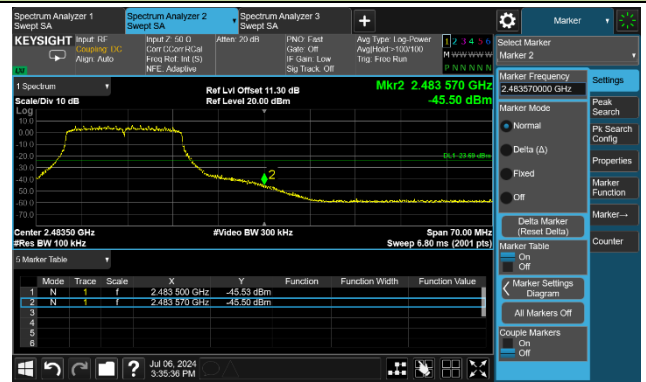 Spectrum Analyzer 1
Swept SA
Spectrum Analyzer 2
Swept SA
Spectrum Analyzer 3
Swept SA
+
Marker
KEYSIGHT
Input: RF
Coupling: DC
Align: Auto
Input Z: 50 Ω
Corr CCorr RCal
Freq Ref: Int (S)
NFE: Adaptive
Atten: 20 dB
PNO: Fast
Gate: Off
IF Gain: Low
Sig Track: Off
Avg Type: Log-Power
Avg|Hold:>100/100
Trig: Free Run
1 2 3 4 5 6
M W W W W W
P N N N N N
LW
1 Spectrum
Scale/Div 10 dB
Log
Ref Lvl Offset 11.30 dB
Ref Level 20.00 dBm
Mkr2 2.483 570 GHz
-45.50 dBm
10.0
0.00
-10.0
-20.0
-30.0
-40.0
-50.0
-60.0
-70.0
DL1 -23.69 dBm
2
Center 2.48350 GHz
#Res BW 100 kHz
#Video BW 300 kHz
Span 70.00 MHz
Sweep 6.80 ms (2001 pts)
5 Marker Table
Mode Trace Scale X Y Function Function Width Function Value
1 N 1 f 2.483 500 GHz -45.53 dBm
2 N 1 f 2.483 570 GHz -45.50 dBm
3
4
5
6
Select Marker
Marker 2
Marker Frequency
2.483570000 GHz
Marker Mode
Normal
Delta (Δ)
Fixed
Off
Delta Marker
(Reset Delta)
Marker Table
On
Off
Marker Settings
Diagram
All Markers Off
Couple Markers
On
Off
Settings
Peak
Search
Pk Search
Config
Properties
Marker
Function
Marker→
Counter
?
Jul 06, 2024
3:35:36 PM